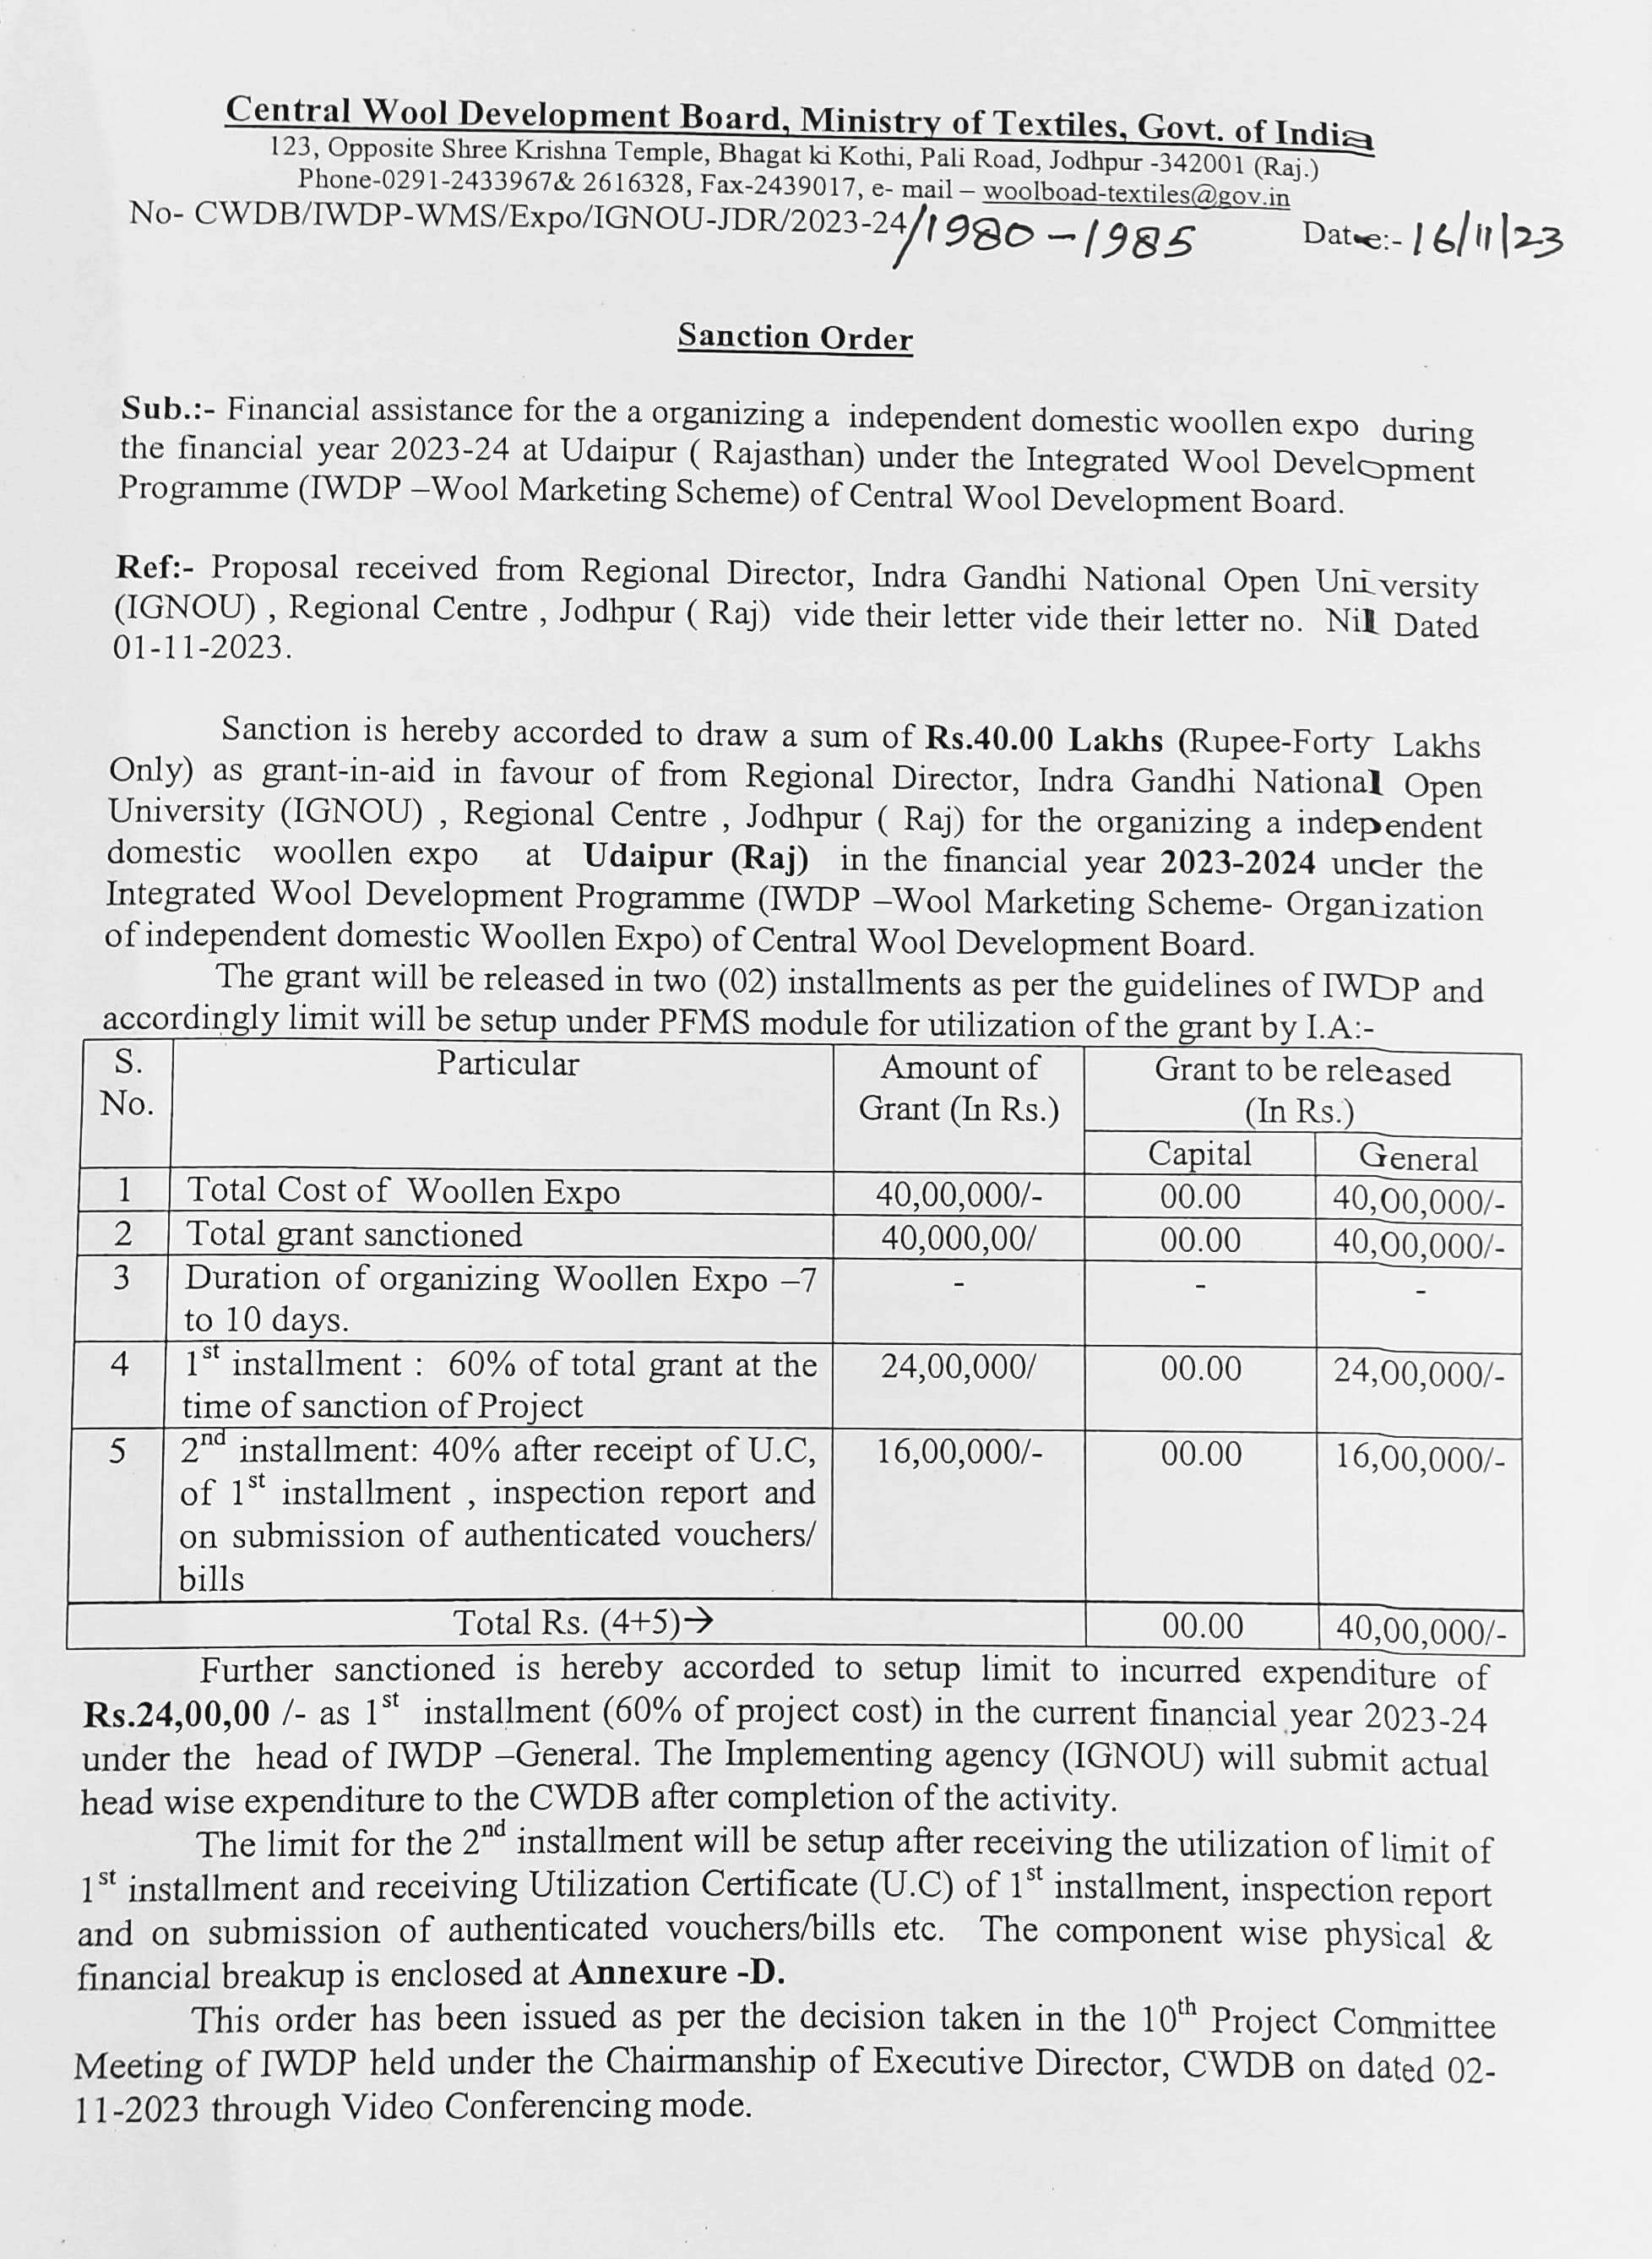 Central Wool Development Board, Ministry of Textiles, Govt. of India
123, Opposite Shree Krishna Temple, Bhagat ki Kothi, Pali Road, Jodhpur -342001 (Raj.)
Phone-0291-2433967& 2616328, Fax-2439017, e- mail – woolboad-textiles@gov.in
No- CWDB/IWDP-WMS/Expo/IGNOU-JDR/2023-24/1980-1985 Date:- 16/11/23
Sanction Order
Sub.:- Financial assistance for the a organizing a independent domestic woollen expo during
the financial year 2023-24 at Udaipur ( Rajasthan) under the Integrated Wool Development
Programme (IWDP –Wool Marketing Scheme) of Central Wool Development Board.
Ref:- Proposal received from Regional Director, Indra Gandhi National Open University
(IGNOU) , Regional Centre , Jodhpur ( Raj) vide their letter vide their letter no. Nil Dated
01-11-2023.
Sanction is hereby accorded to draw a sum of Rs.40.00 Lakhs (Rupee-Forty Lakhs
Only) as grant-in-aid in favour of from Regional Director, Indra Gandhi National Open
University (IGNOU) , Regional Centre , Jodhpur ( Raj) for the organizing a independent
domestic woollen expo at Udaipur (Raj) in the financial year 2023-2024 under the
Integrated Wool Development Programme (IWDP –Wool Marketing Scheme- Organization
of independent domestic Woollen Expo) of Central Wool Development Board.
The grant will be released in two (02) installments as per the guidelines of IWDP and
accordingly limit will be setup under PFMS module for utilization of the grant by I.A:-
S. Particular Amount of Grant to be released
No. Grant (In Rs.) (In Rs.)
Capital General
1 Total Cost of Woollen Expo 40,00,000/- 00.00 40,00,000/-
2 Total grant sanctioned 40,000,00/ 00.00 40,00,000/-
3 Duration of organizing Woollen Expo –7 - - -
to 10 days.
4 1st installment : 60% of total grant at the 24,00,000/ 00.00 24,00,000/-
time of sanction of Project
5 2nd installment: 40% after receipt of U.C, 16,00,000/- 00.00 16,00,000/-
of 1st installment , inspection report and
on submission of authenticated vouchers/
bills
Total Rs. (4+5)→ 00.00 40,00,000/-
Further sanctioned is hereby accorded to setup limit to incurred expenditure of
Rs.24,00,00 /- as 1st installment (60% of project cost) in the current financial year 2023-24
under the head of IWDP –General. The Implementing agency (IGNOU) will submit actual
head wise expenditure to the CWDB after completion of the activity.
The limit for the 2nd installment will be setup after receiving the utilization of limit of
1st installment and receiving Utilization Certificate (U.C) of 1st installment, inspection report
and on submission of authenticated vouchers/bills etc. The component wise physical &
financial breakup is enclosed at Annexure -D.
This order has been issued as per the decision taken in the 10th Project Committee
Meeting of IWDP held under the Chairmanship of Executive Director, CWDB on dated 02-
11-2023 through Video Conferencing mode.